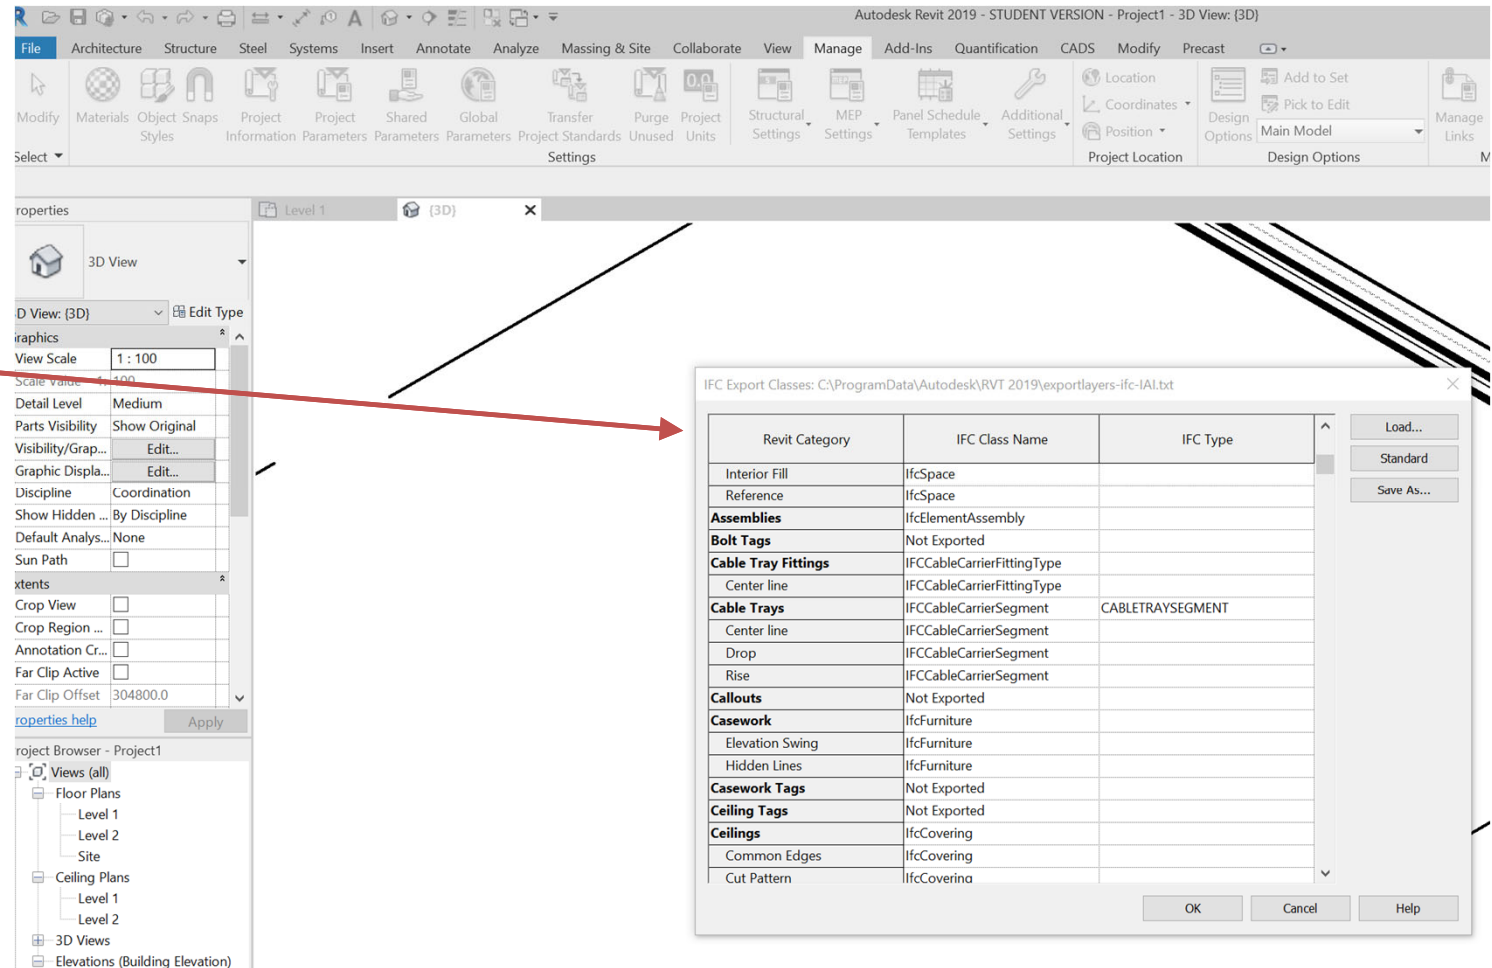 Autodesk Revit 2019 - STUDENT VERSION - Project1 - 3D View: {3D}
File Architecture Structure Steel Systems Insert Annotate Analyze Massing & Site Collaborate View Manage Add-Ins Quantification CADS Modify Precast
Modify
Materials
Object Styles
Snaps
Project Information
Project Parameters
Shared Parameters
Global Parameters
Transfer Project Standards
Purge Unused
Project Units
Structural Settings
MEP Settings
Panel Schedule Templates
Additional Settings
Location
Coordinates
Position
Design Options
Add to Set
Pick to Edit
Main Model
Manage Links
Select
Settings
Project Location
Design Options
M
roperties
Level 1
{3D}
3D View
D View: {3D}
Edit Type
raphics
View Scale 1 : 100
Scale Value 1: 100
Detail Level Medium
Parts Visibility Show Original
Visibility/Grap... Edit...
Graphic Displa... Edit...
Discipline Coordination
Show Hidden ... By Discipline
Default Analys... None
Sun Path
xtents
Crop View
Crop Region ...
Annotation Cr...
Far Clip Active
Far Clip Offset 304800.0
roperties help
Apply
roject Browser - Project1
Views (all)
Floor Plans
Level 1
Level 2
Site
Ceiling Plans
Level 1
Level 2
3D Views
Elevations (Building Elevation)
IFC Export Classes: C:\ProgramData\Autodesk\RVT 2019\exportlayers-ifc-IAI.txt
Revit Category IFC Class Name IFC Type
Interior Fill IfcSpace
Reference IfcSpace
Assemblies IfcElementAssembly
Bolt Tags Not Exported
Cable Tray Fittings IFCCableCarrierFittingType
Center line IFCCableCarrierFittingType
Cable Trays IFCCableCarrierSegment CABLETRAYSEGMENT
Center line IFCCableCarrierSegment
Drop IFCCableCarrierSegment
Rise IFCCableCarrierSegment
Callouts Not Exported
Casework IfcFurniture
Elevation Swing IfcFurniture
Hidden Lines IfcFurniture
Casework Tags Not Exported
Ceiling Tags Not Exported
Ceilings IfcCovering
Common Edges IfcCovering
Cut Pattern IfcCovering
Load...
Standard
Save As...
OK
Cancel
Help